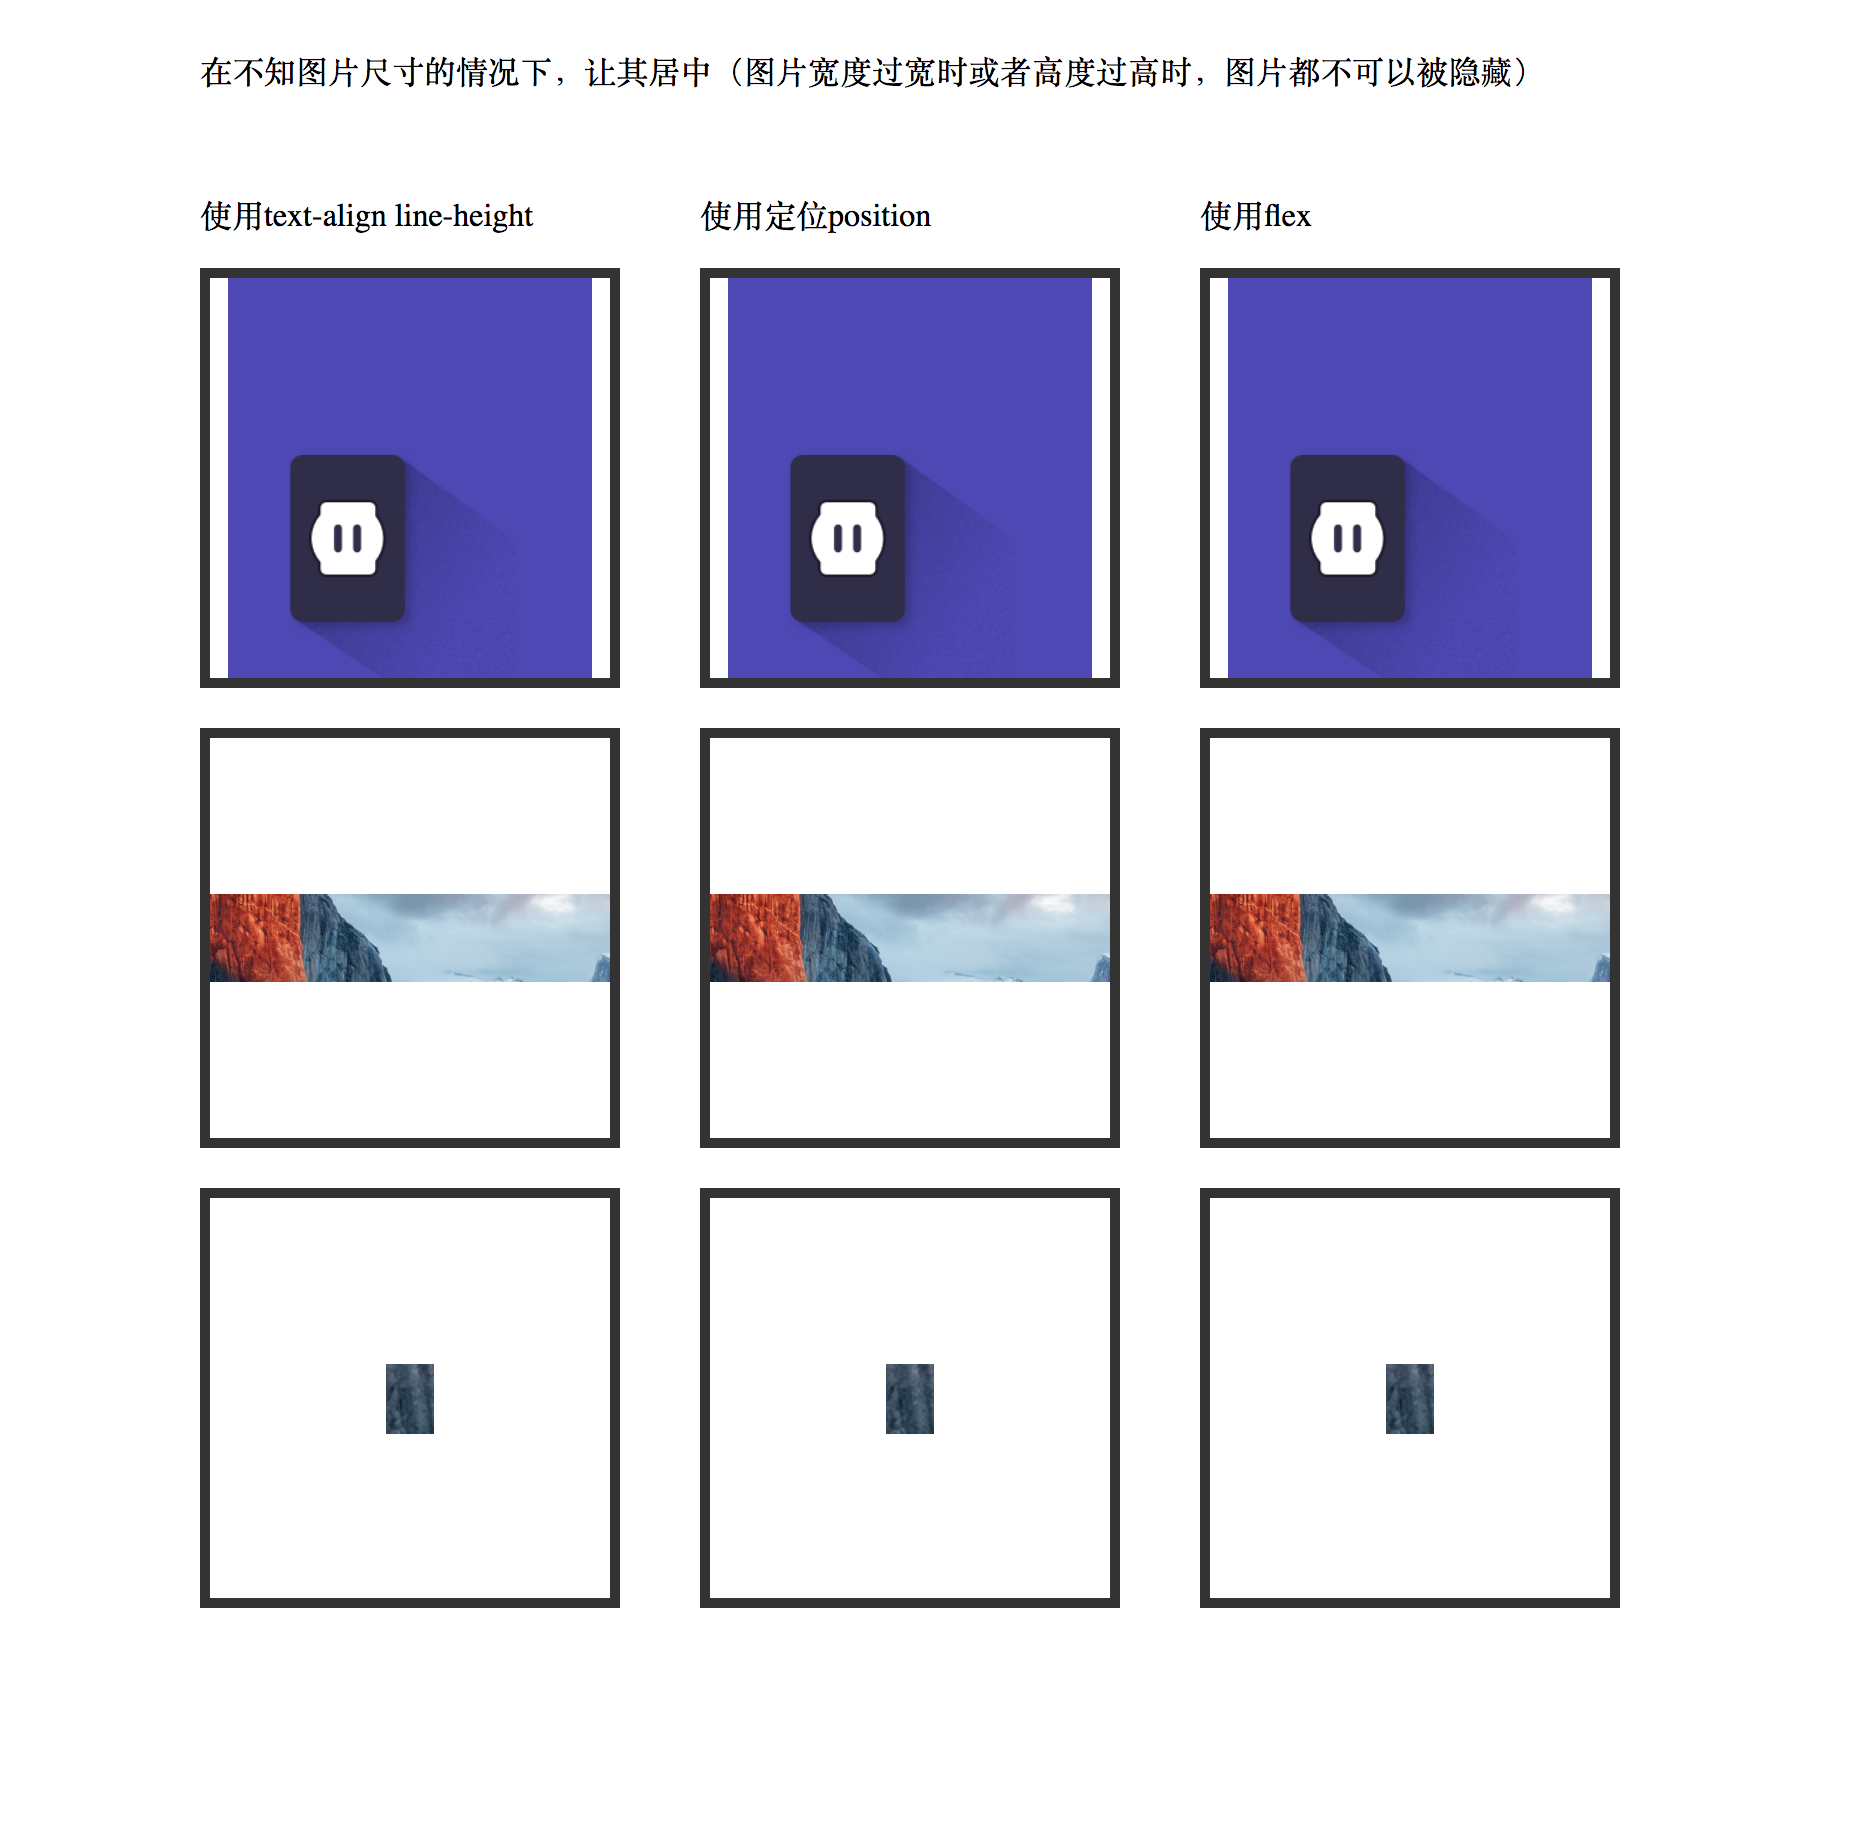 在不知图片尺寸的情况下，让其居中（图片宽度过宽时或者高度过高时，图片都不可以被隐藏）
使用text-align line-height
使用定位position
使用flex